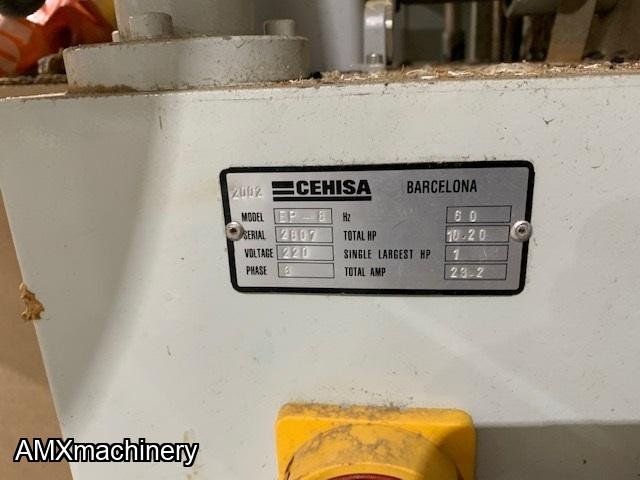 2002 CEHISA BARCELONA
MODEL EP-8 Hz 60
SERIAL 2807 TOTAL HP 10.20
VOLTAGE 220 SINGLE LARGEST HP 1
PHASE 3 TOTAL AMP 23.2
AMXmachinery